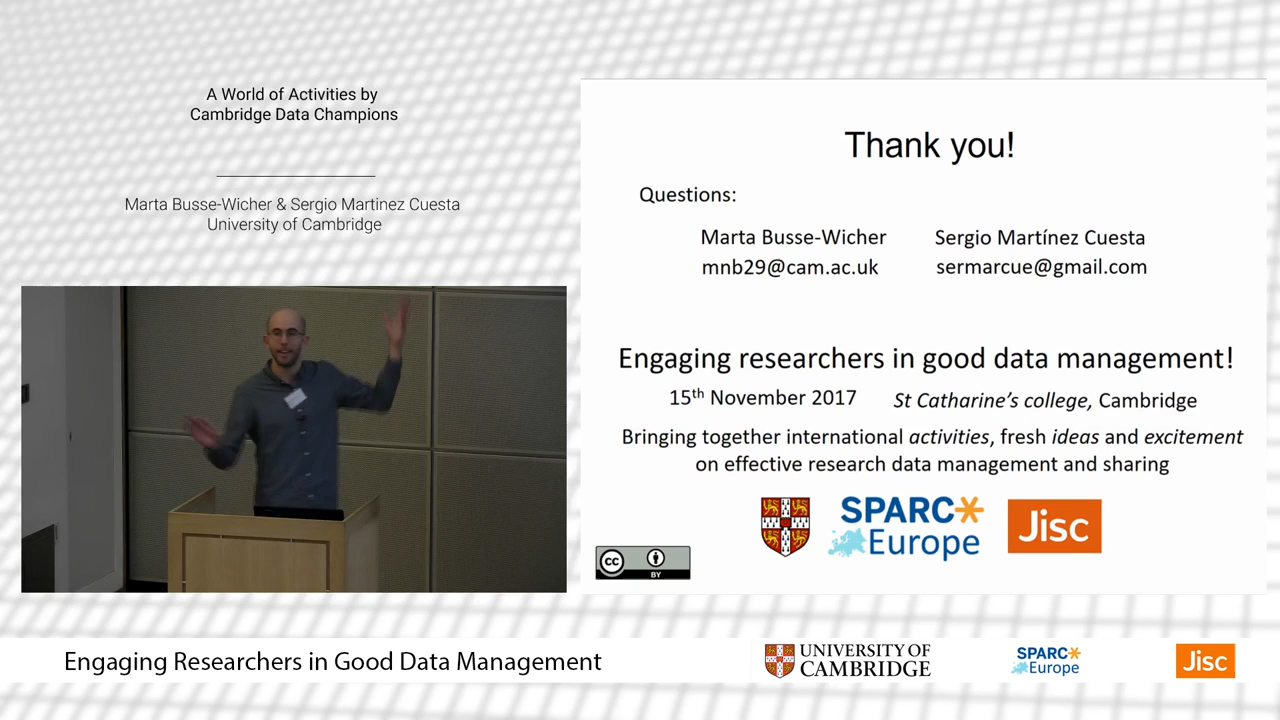 A World of Activities by
Cambridge Data Champions
Marta Busse-Wicher & Sergio Martinez Cuesta
University of Cambridge
Thank you!
Questions:
Marta Busse-Wicher
mnb29@cam.ac.uk
Sergio Martínez Cuesta
sermarcue@gmail.com
Engaging researchers in good data management!
15th November 2017 St Catharine's college, Cambridge
Bringing together international activities, fresh ideas and excitement
on effective research data management and sharing
SPARC
Europe
Jisc
cc
BY
Engaging Researchers in Good Data Management
UNIVERSITY OF
CAMBRIDGE
SPARC
Europe
Jisc